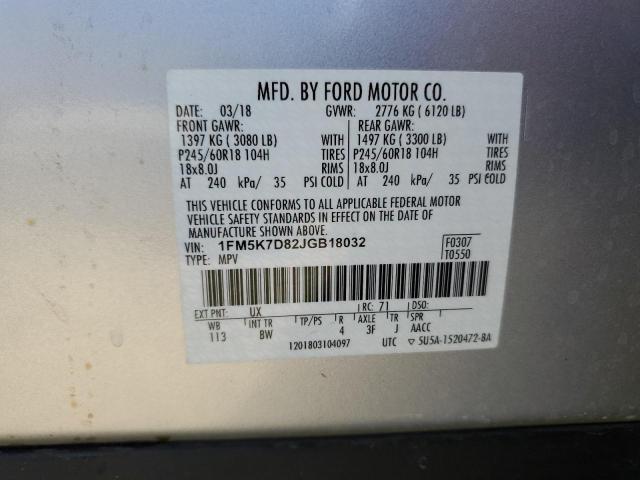 MFD. BY FORD MOTOR CO.
DATE: 03/18 GVWR: 2776 KG ( 6120 LB)
FRONT GAWR: REAR GAWR:
1397 KG ( 3080 LB) WITH 1497 KG ( 3300 LB) WITH
P245/60R18 104H TIRES P245/60R18 104H TIRES
18x8.0J RIMS 18x8.0J RIMS
AT 240 kPa/ 35 PSI COLD AT 240 kPa/ 35 PSI COLD
THIS VEHICLE CONFORMS TO ALL APPLICABLE FEDERAL MOTOR
VEHICLE SAFETY STANDARDS IN EFFECT ON THE DATE OF
MANUFACTURE SHOWN ABOVE.
VIN: 1FM5K7D82JGB18032 F0307
TYPE: MPV T0550
EXT PNT: UX RC: 71 DSO:
WB INT TR TP/PS R AXLE TR SPR
113 BW 4 3F J AACC
1201803104097 UTC ▽ 5U5A-1520472-BA